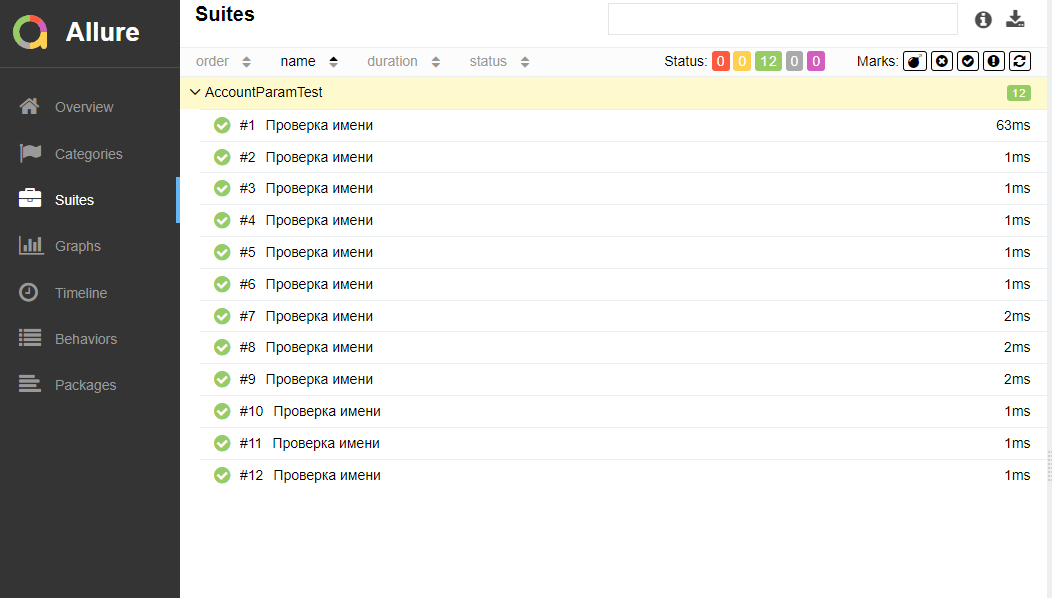 Allure
Overview
Categories
Suites
Graphs
Timeline
Behaviors
Packages
Suites
order name duration status Status: 0 0 12 0 0 Marks:
AccountParamTest 12
#1 Проверка имени 63ms
#2 Проверка имени 1ms
#3 Проверка имени 1ms
#4 Проверка имени 1ms
#5 Проверка имени 1ms
#6 Проверка имени 1ms
#7 Проверка имени 2ms
#8 Проверка имени 2ms
#9 Проверка имени 2ms
#10 Проверка имени 1ms
#11 Проверка имени 1ms
#12 Проверка имени 1ms